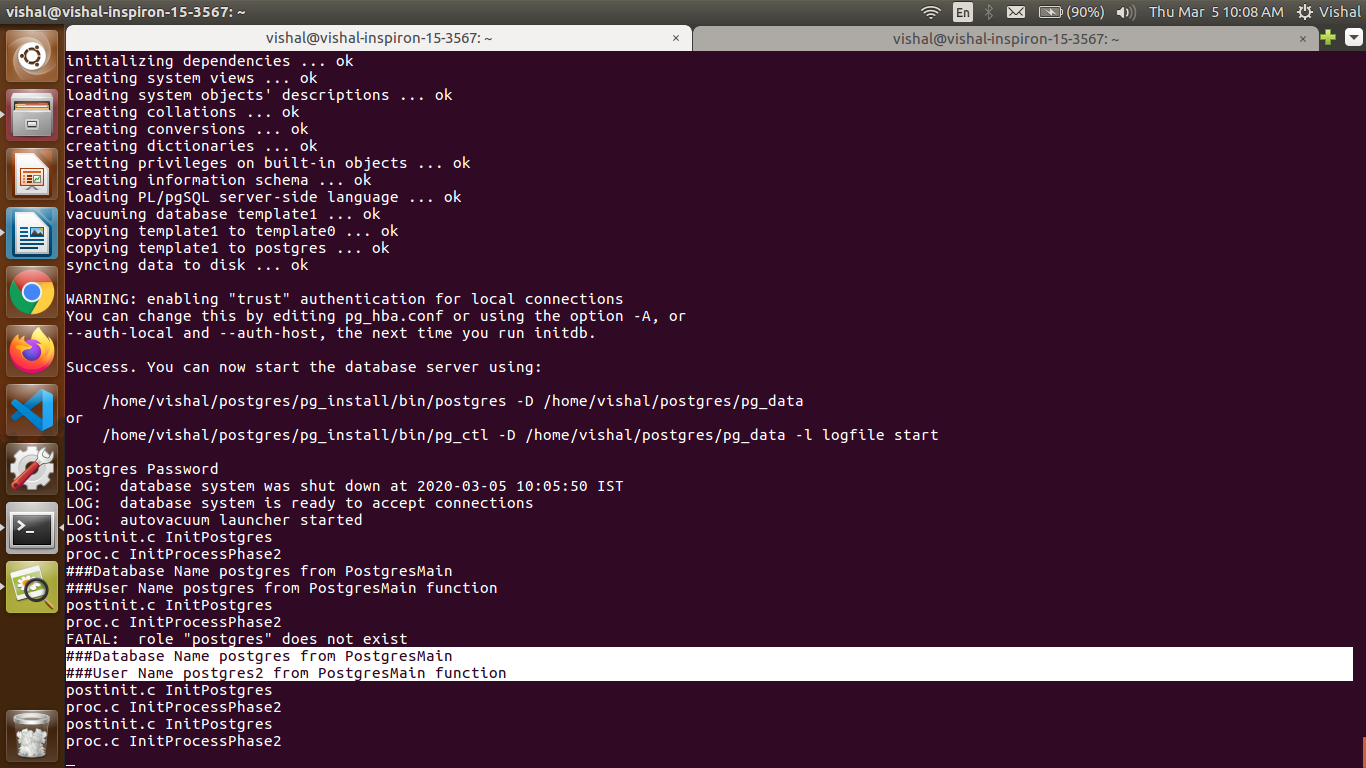 vishal@vishal-inspiron-15-3567: ~
En
(90%)
Thu Mar 5 10:08 AM
Vishal
vishal@vishal-inspiron-15-3567: ~ ×
vishal@vishal-inspiron-15-3567: ~ ×
initializing dependencies ... ok
creating system views ... ok
loading system objects' descriptions ... ok
creating collations ... ok
creating conversions ... ok
creating dictionaries ... ok
setting privileges on built-in objects ... ok
creating information schema ... ok
loading PL/pgSQL server-side language ... ok
vacuuming database template1 ... ok
copying template1 to template0 ... ok
copying template1 to postgres ... ok
syncing data to disk ... ok
WARNING: enabling "trust" authentication for local connections
You can change this by editing pg_hba.conf or using the option -A, or
--auth-local and --auth-host, the next time you run initdb.
Success. You can now start the database server using:
/home/vishal/postgres/pg_install/bin/postgres -D /home/vishal/postgres/pg_data
or
/home/vishal/postgres/pg_install/bin/pg_ctl -D /home/vishal/postgres/pg_data -l logfile start
postgres Password
LOG:  database system was shut down at 2020-03-05 10:05:50 IST
LOG:  database system is ready to accept connections
LOG:  autovacuum launcher started
postinit.c InitPostgres
proc.c InitProcessPhase2
###Database Name postgres from PostgresMain
###User Name postgres from PostgresMain function
postinit.c InitPostgres
proc.c InitProcessPhase2
FATAL:  role "postgres" does not exist
###Database Name postgres from PostgresMain
###User Name postgres2 from PostgresMain function
postinit.c InitPostgres
proc.c InitProcessPhase2
postinit.c InitPostgres
proc.c InitProcessPhase2